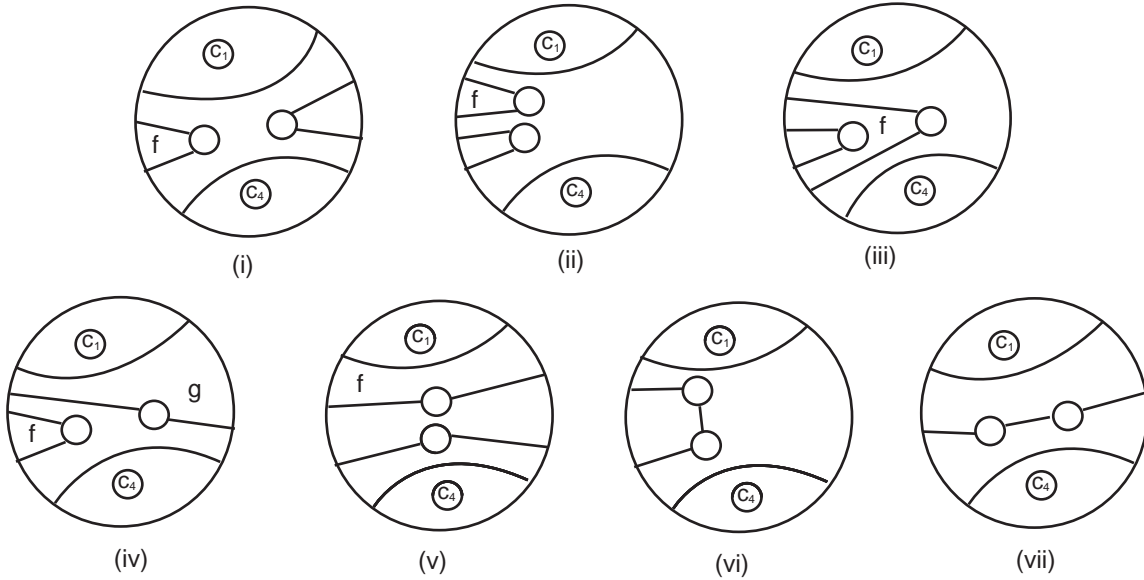 C₁ C₁ C₁
f f f
C₄ C₄ C₄
(i) (ii) (iii)
C₁ C₁ C₁ C₁
g f
f
C₄ C₄ C₄ C₄
(iv) (v) (vi) (vii)